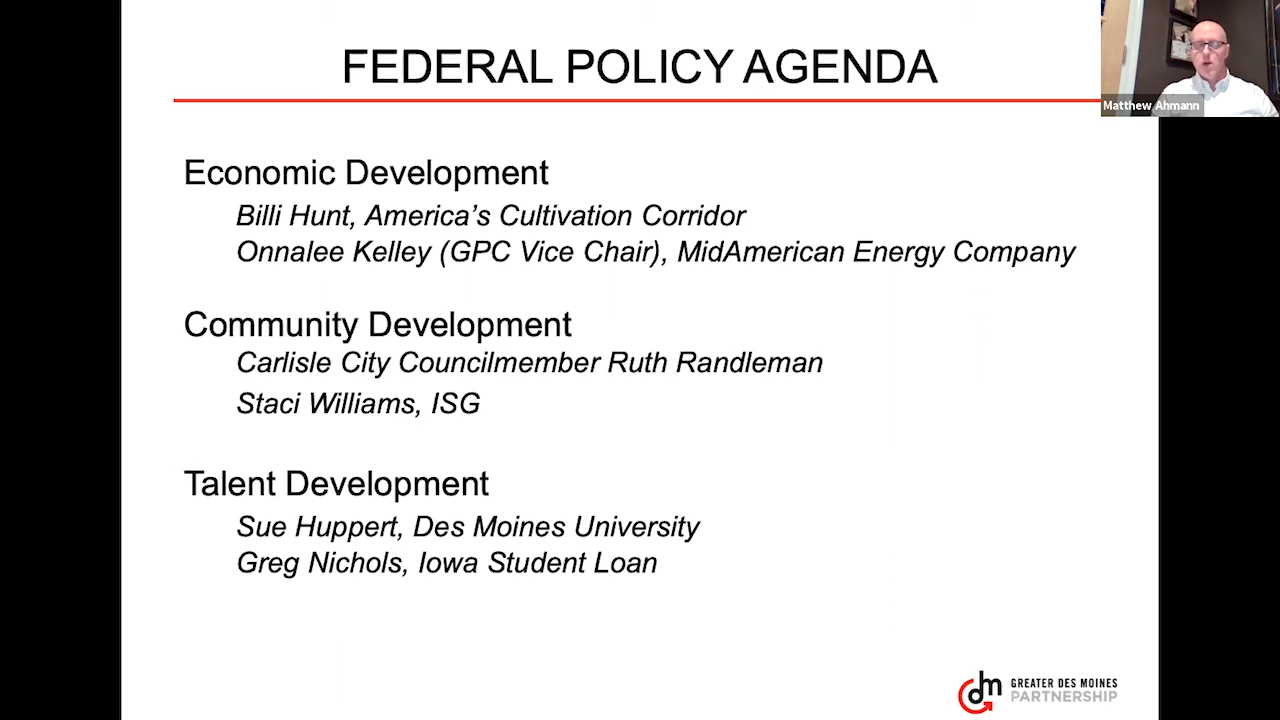 FEDERAL POLICY AGENDA
Matthew Ahmann
Economic Development
Billi Hunt, America’s Cultivation Corridor
Onnalee Kelley (GPC Vice Chair), MidAmerican Energy Company
Community Development
Carlisle City Councilmember Ruth Randleman
Staci Williams, ISG
Talent Development
Sue Huppert, Des Moines University
Greg Nichols, Iowa Student Loan
dm
GREATER DES MOINES
PARTNERSHIP